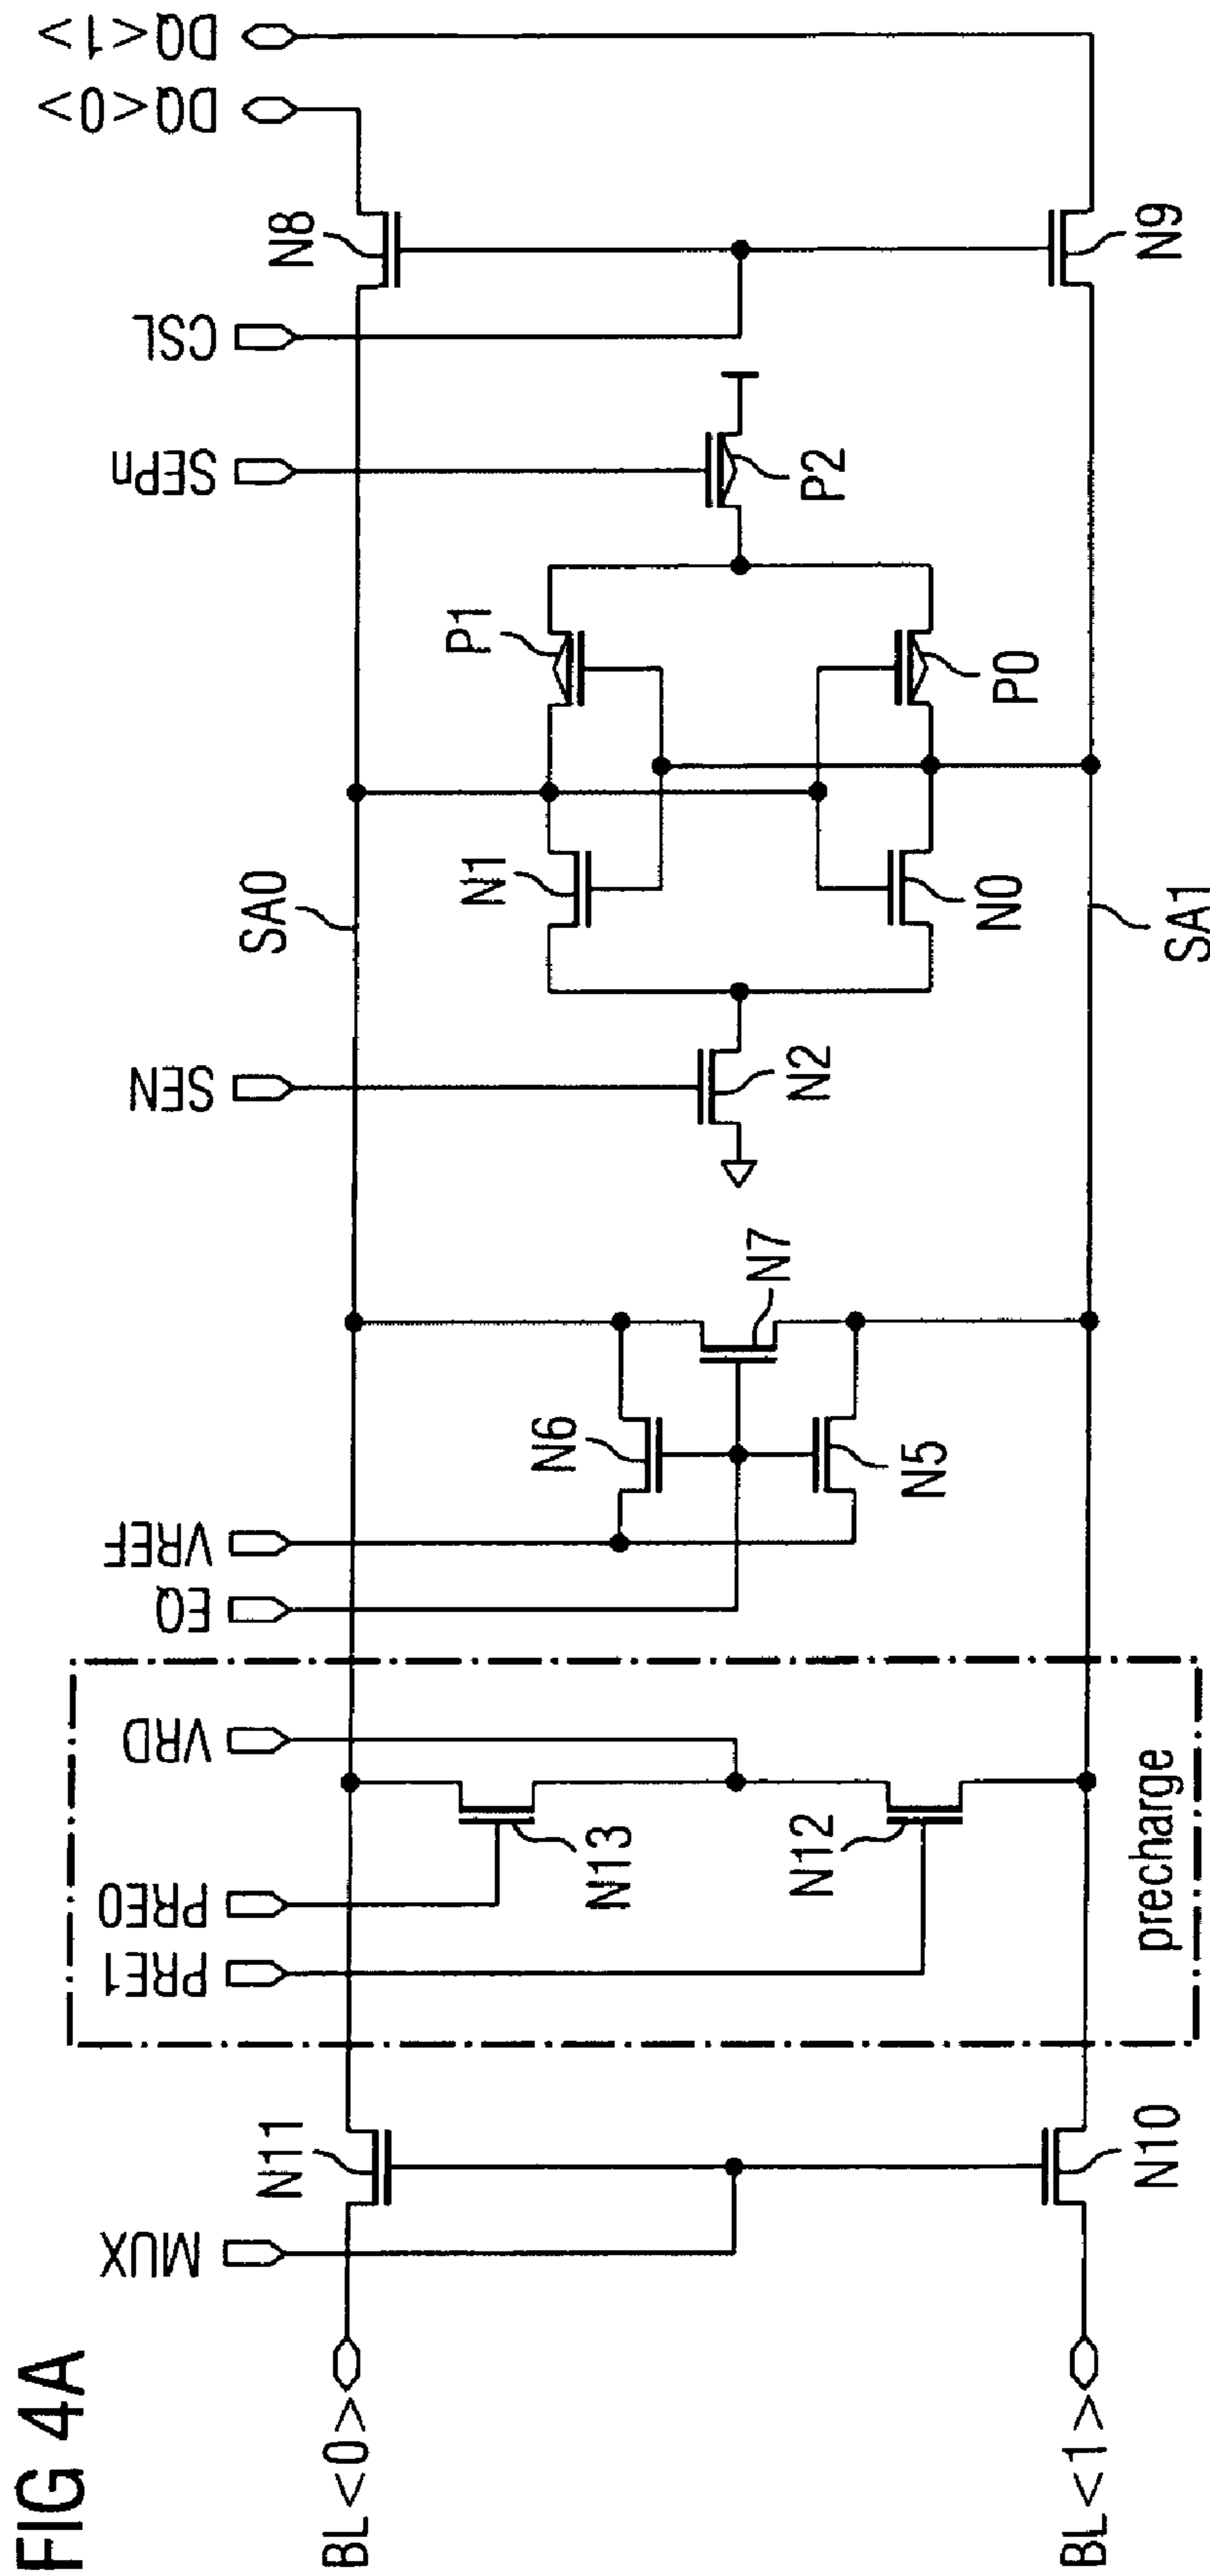 FIG 4A
BL<0>
BL<1>
MUX
N11
N10
PRE1
PRE0
VRD
N13
N12
precharge
EQ
VREF
N6
N5
N7
SEN
N2
SA0
SA1
N1
N0
P1
P0
SEPn
P2
CSL
N8
N9
DQ<0>
DQ<1>